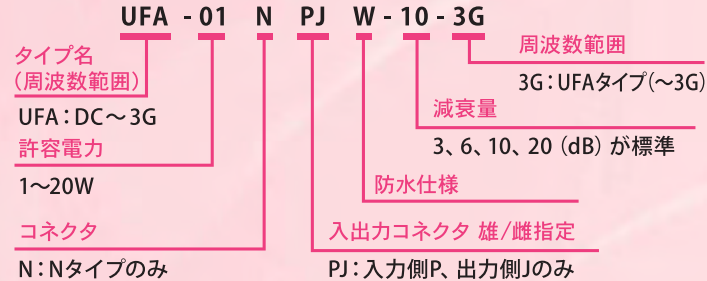 UFA - 01 N PJ W - 10 - 3G
タイプ名
(周波数範囲)
UFA：DC～3G
許容電力
1～20W
コネクタ
N：Nタイプのみ
周波数範囲
3G：UFAタイプ(～3G)
減衰量
3、6、10、20（dB）が標準
防水仕様
入出力コネクタ 雄/雌指定
PJ：入力側P、出力側Jのみ